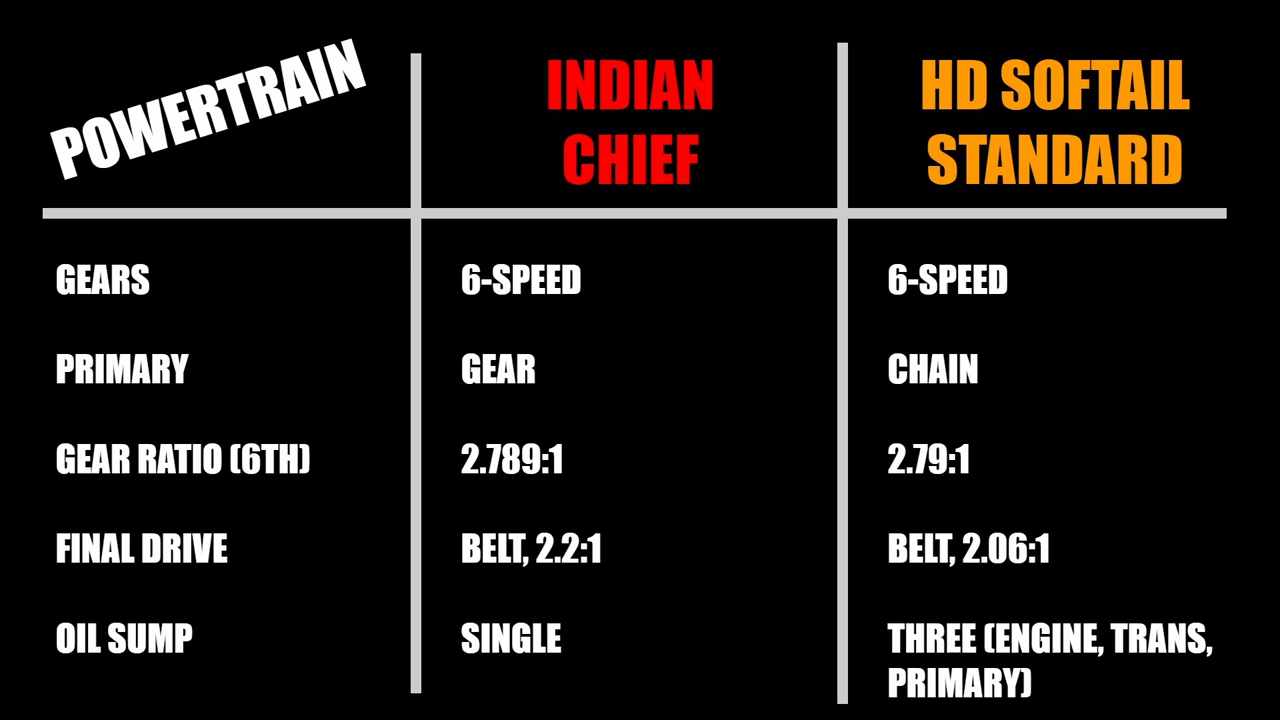 POWERTRAIN
INDIAN
CHIEF
HD SOFTAIL
STANDARD
GEARS
6-SPEED
6-SPEED
PRIMARY
GEAR
CHAIN
GEAR RATIO (6TH)
2.789:1
2.79:1
FINAL DRIVE
BELT, 2.2:1
BELT, 2.06:1
OIL SUMP
SINGLE
THREE (ENGINE, TRANS,
PRIMARY)